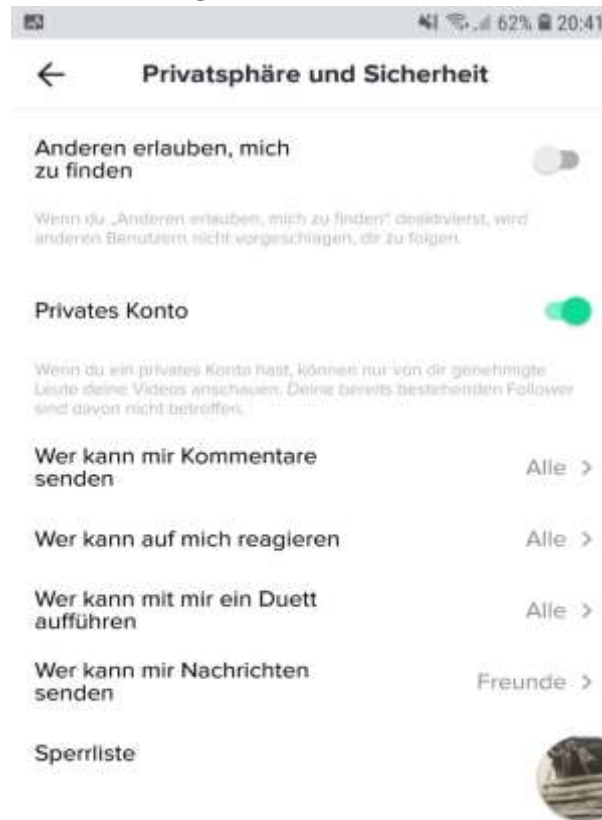 62% 20:41
Privatsphäre und Sicherheit
Anderen erlauben, mich
zu finden
Wenn du „Anderen erlauben, mich zu finden“ deaktivierst, wird
anderen Benutzern nicht vorgeschlagen, dir zu folgen.
Privates Konto
Wenn du ein privates Konto hast, können nur von dir genehmigte
Leute deine Videos anschauen. Deine bereits bestehenden Follower
sind davon nicht betroffen.
Wer kann mir Kommentare
senden
Alle >
Wer kann auf mich reagieren
Alle >
Wer kann mit mir ein Duett
aufführen
Alle >
Wer kann mir Nachrichten
senden
Freunde >
Sperrliste